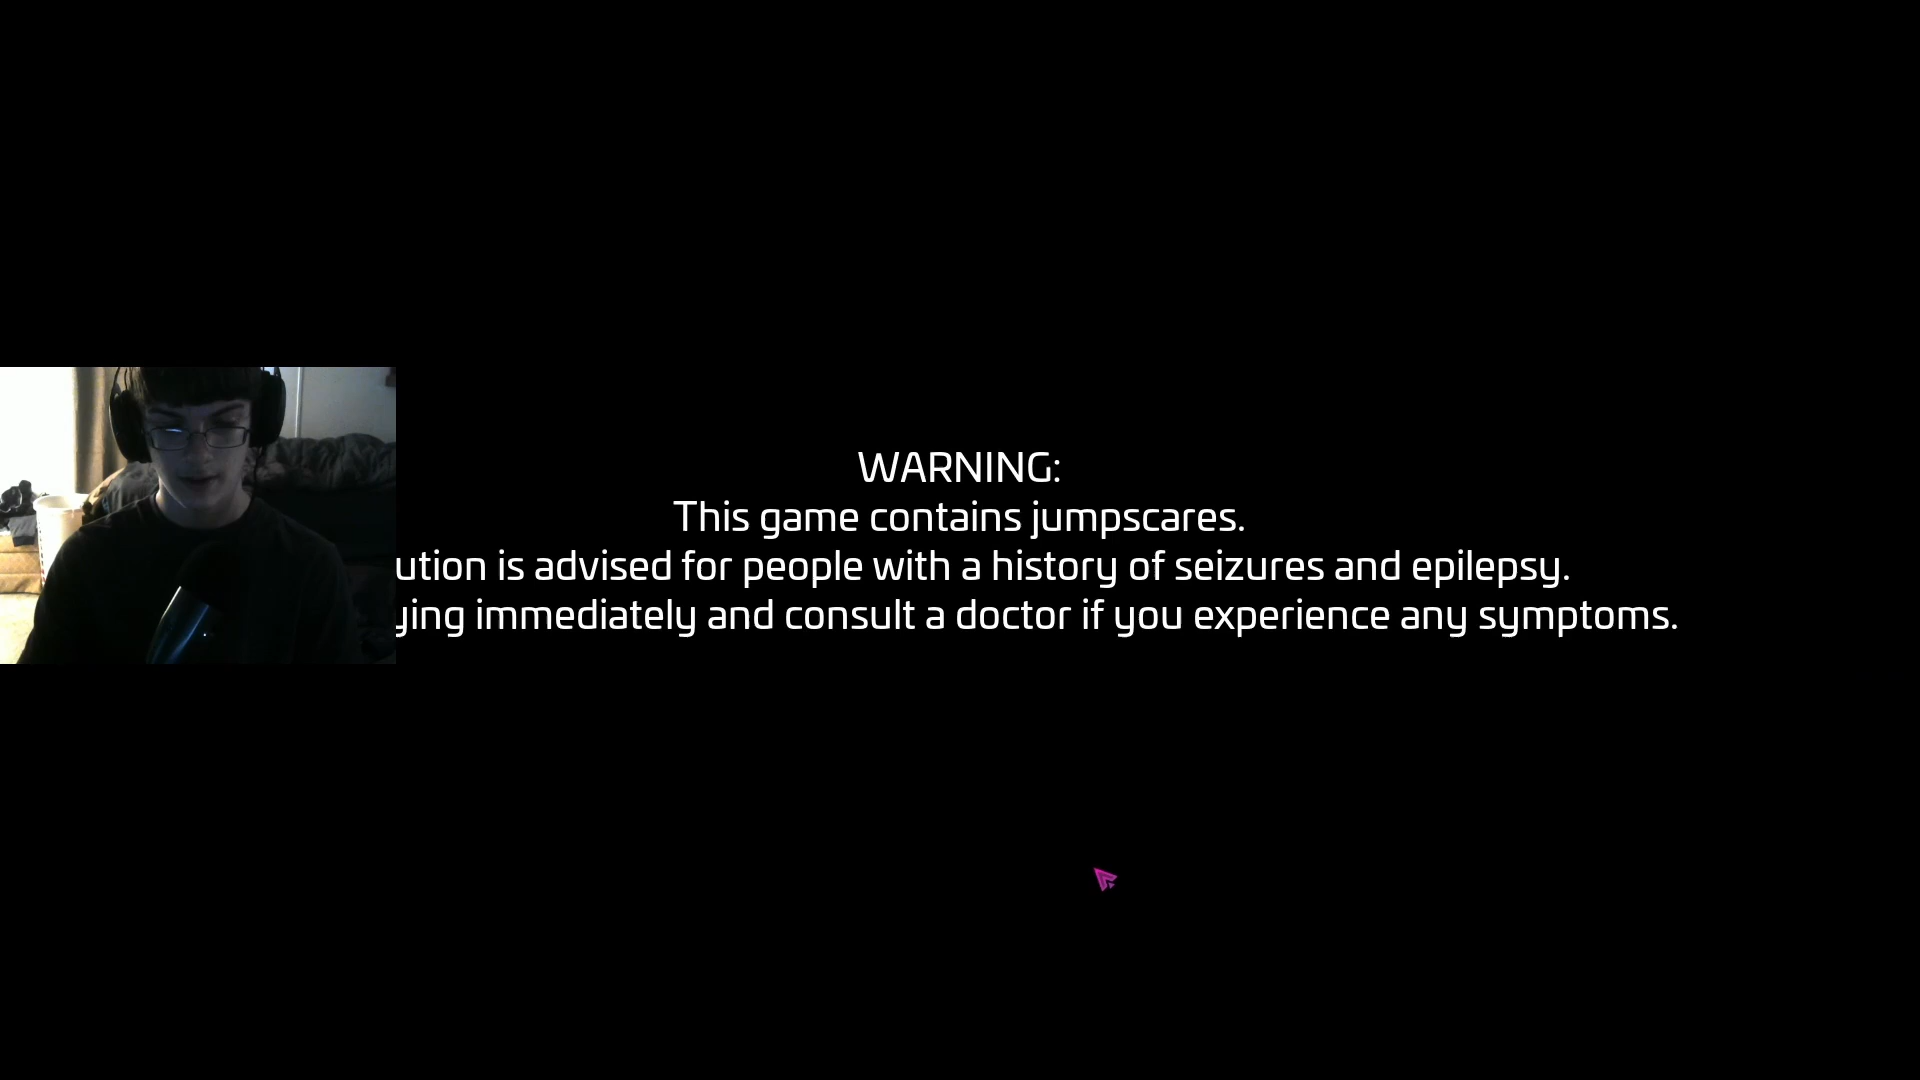 WARNING:
This game contains jumpscares.
ution is advised for people with a history of seizures and epilepsy.
ying immediately and consult a doctor if you experience any symptoms.